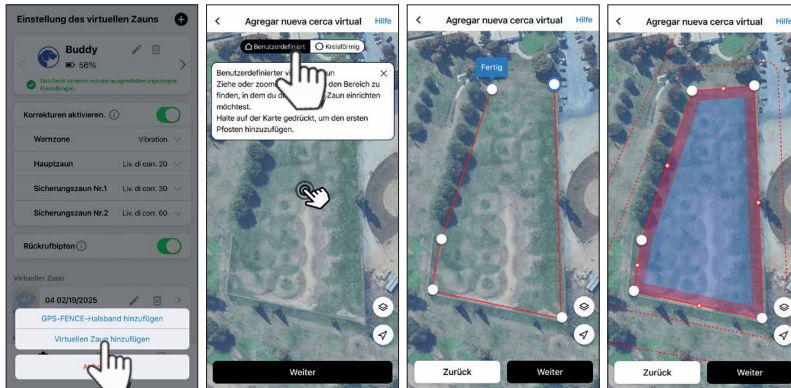 Einstellung des virtuellen Zauns
Buddy
56%
Das Gerät ist bereit mit den ausgewählten angezeigten
Einstellungen.
Korrekturen aktivieren.
Warnzone Vibration
Hauptzaun Liv. di corr. 20
Sicherungszaun Nr.1 Liv. di corr. 30
Sicherungszaun Nr.2 Liv. di corr. 60
Rückrufbipton
Virtueller Zaun
04 02/19/2025
GPS-FENCE-Halsband hinzufügen
Virtuellen Zaun hinzufügen
Agregar nueva cerca virtual Hilfe
Benutzerdefiniert Kreisförmig
Benutzerdefinierter
Ziehe oder zoom den Bereich zu
finden, in dem du Zaun einrichten
möchtest.
Halte auf der Karte gedrückt, um den ersten
Pfosten hinzuzufügen.
Weiter
Agregar nueva cerca virtual Hilfe
Fertig
Zurück Weiter
Agregar nueva cerca virtual Hilfe
Zurück Weiter